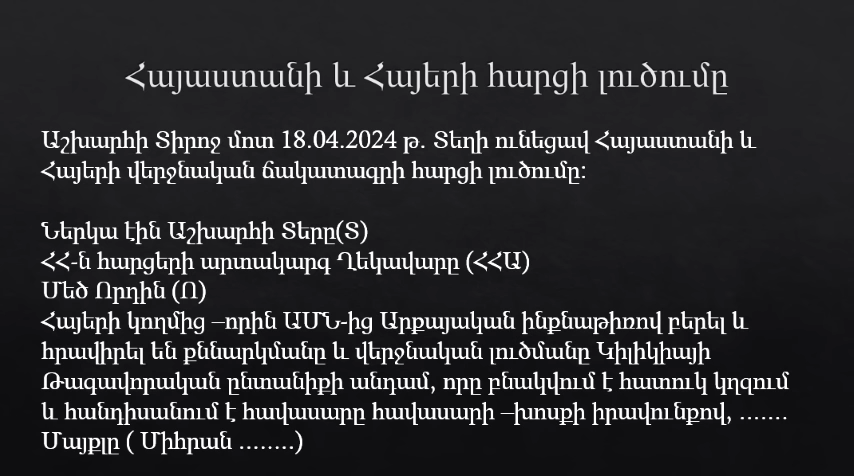 Հայաստանի և Հայերի հարցի լուծումը
Աշխարհի Տիրոջ մոտ 18.04.2024 թ. Տեղի ունեցավ Հայաստանի և
Հայերի վերջնական ճակատագրի հարցի լուծումը:
Ներկա էին Աշխարհի Տերը(Տ)
ՀՀ-ն հարցերի արտակարգ Ղեկավարը (ՀՀԱ)
Մեծ Որդին (Ո)
Հայերի կողմից –որին ԱՄՆ-ից Արքայական ինքնաթիռով բերել և
հրավիրել են քննարկմանը և վերջնական լուծմանը Կիլիկիայի
Թագավորական ընտանիքի անդամ, որը բնակվում է հատուկ կղզում
և հանդիսանում է հավասարը հավասարի –խոսքի իրավունքով, .......
Մայքլը ( Միհրան ........)